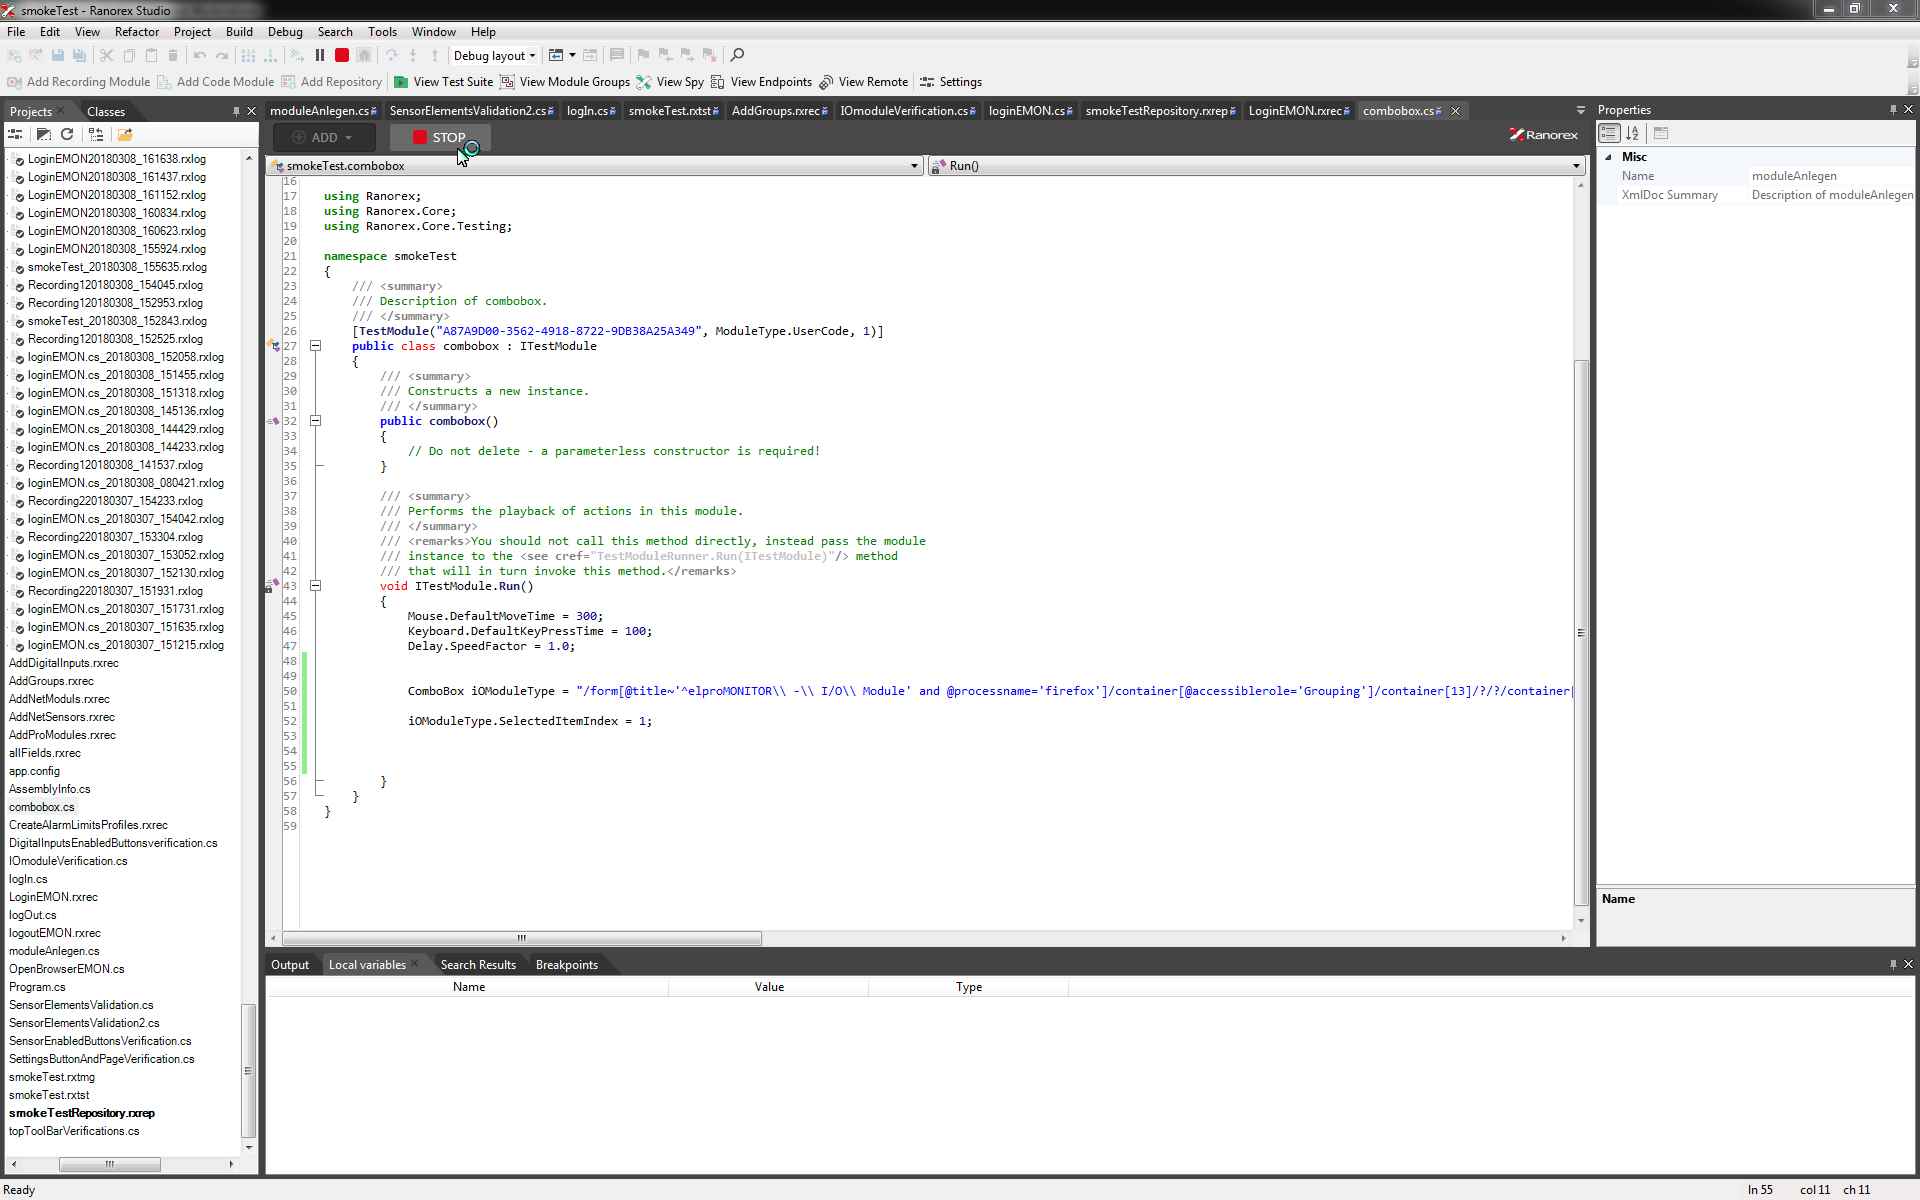 smokeTest - Ranorex Studio
File Edit View Refactor Project Build Debug Search Tools Window Help
Debug layout
Add Recording Module Add Code Module Add Repository View Test Suite View Module Groups View Spy View Endpoints View Remote Settings
Projects Classes
moduleAnlegen.cs SensorElementsValidation2.cs logIn.cs smokeTest.rxtst AddGroups.rxrec IOmoduleVerification.cs loginEMON.cs smokeTestRepository.rxrep LoginEMON.rxrec combobox.cs
Properties
ADD STOP Ranorex
smokeTest.combobox Run()
LoginEMON20180308_161638.rxlog
LoginEMON20180308_161437.rxlog
LoginEMON20180308_161152.rxlog
LoginEMON20180308_160834.rxlog
LoginEMON20180308_160623.rxlog
LoginEMON20180308_155924.rxlog
smokeTest_20180308_155635.rxlog
Recording120180308_154045.rxlog
Recording120180308_152953.rxlog
smokeTest_20180308_152843.rxlog
Recording120180308_152525.rxlog
loginEMON.cs_20180308_152058.rxlog
loginEMON.cs_20180308_151455.rxlog
loginEMON.cs_20180308_151318.rxlog
loginEMON.cs_20180308_145136.rxlog
loginEMON.cs_20180308_144429.rxlog
loginEMON.cs_20180308_144233.rxlog
Recording120180308_141537.rxlog
loginEMON.cs_20180308_080421.rxlog
Recording220180307_154233.rxlog
loginEMON.cs_20180307_154042.rxlog
Recording220180307_153304.rxlog
loginEMON.cs_20180307_153052.rxlog
loginEMON.cs_20180307_152130.rxlog
Recording220180307_151931.rxlog
loginEMON.cs_20180307_151731.rxlog
loginEMON.cs_20180307_151635.rxlog
loginEMON.cs_20180307_151215.rxlog
AddDigitalInputs.rxrec
AddGroups.rxrec
AddNetModuls.rxrec
AddNetSensors.rxrec
AddProModules.rxrec
allFields.rxrec
app.config
AssemblyInfo.cs
combobox.cs
CreateAlarmLimitsProfiles.rxrec
DigitalInputsEnabledButtonsverification.cs
IOmoduleVerification.cs
logIn.cs
LoginEMON.rxrec
logOut.cs
logoutEMON.rxrec
moduleAnlegen.cs
OpenBrowserEMON.cs
Program.cs
SensorElementsValidation.cs
SensorElementsValidation2.cs
SensorEnabledButtonsVerification.cs
SettingsButtonAndPageVerification.cs
smokeTest.rxtmg
smokeTest.rxtst
smokeTestRepository.rxrep
topToolBarVerifications.cs
16
17 using Ranorex;
18 using Ranorex.Core;
19 using Ranorex.Core.Testing;
20
21 namespace smokeTest
22 {
23 /// <summary>
24 /// Description of combobox.
25 /// </summary>
26 [TestModule("A87A9D00-3562-4918-8722-9DB38A25A349", ModuleType.UserCode, 1)]
27 public class combobox : ITestModule
28 {
29 /// <summary>
30 /// Constructs a new instance.
31 /// </summary>
32 public combobox()
33 {
34 // Do not delete - a parameterless constructor is required!
35 }
36
37 /// <summary>
38 /// Performs the playback of actions in this module.
39 /// </summary>
40 /// <remarks>You should not call this method directly, instead pass the module
41 /// instance to the <see cref="TestModuleRunner.Run(ITestModule)"/> method
42 /// that will in turn invoke this method.</remarks>
43 void ITestModule.Run()
44 {
45 Mouse.DefaultMoveTime = 300;
46 Keyboard.DefaultKeyPressTime = 100;
47 Delay.SpeedFactor = 1.0;
48
49
50 ComboBox iOModuleType = "/form[@title~'^elproMONITOR\\ -\\ I/O\\ Module' and @processname='firefox']/container[@accessiblerole='Grouping']/container[13]/?/?/container[
51
52 iOModuleType.SelectedItemIndex = 1;
53
54
55
56 }
57 }
58 }
59
Misc
Name moduleAnlegen
XmlDoc Summary Description of moduleAnlegen
Name
Output Local variables Search Results Breakpoints
Name Value Type
Ready ln 55 col 11 ch 11